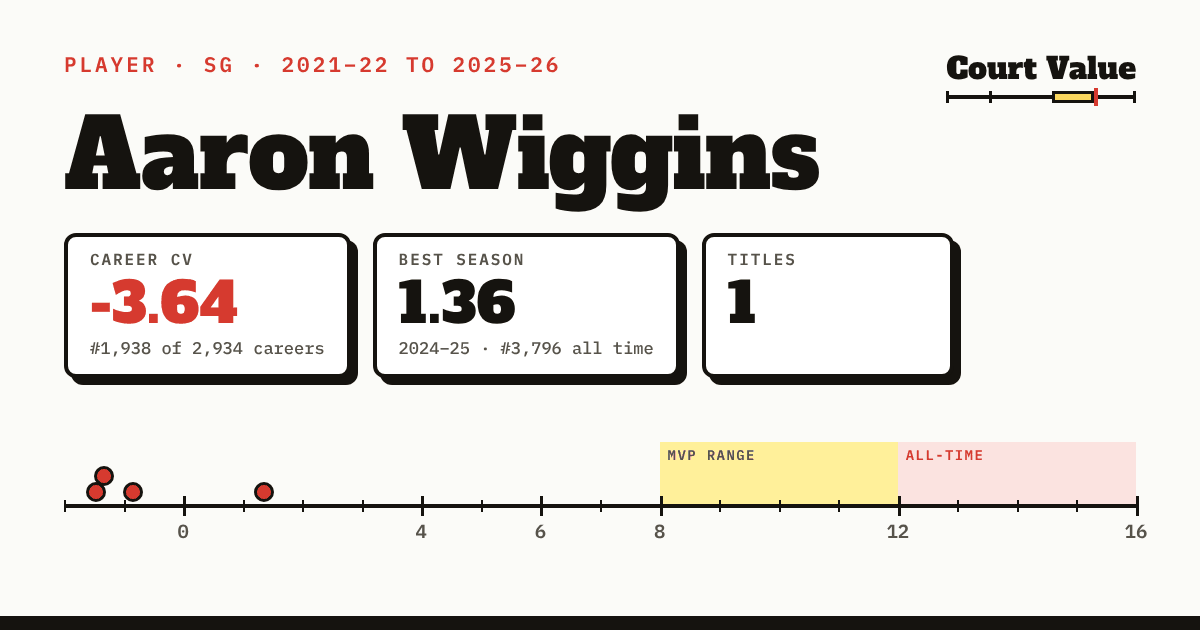 PLAYER · SG · 2021–22 TO 2025–26
Court Value
Aaron Wiggins
CAREER CV
-3.64
#1,938 of 2,934 careers
BEST SEASON
1.36
2024–25 · #3,796 all time
TITLES
1
MVP RANGE
ALL-TIME
0 4 6 8 12 16